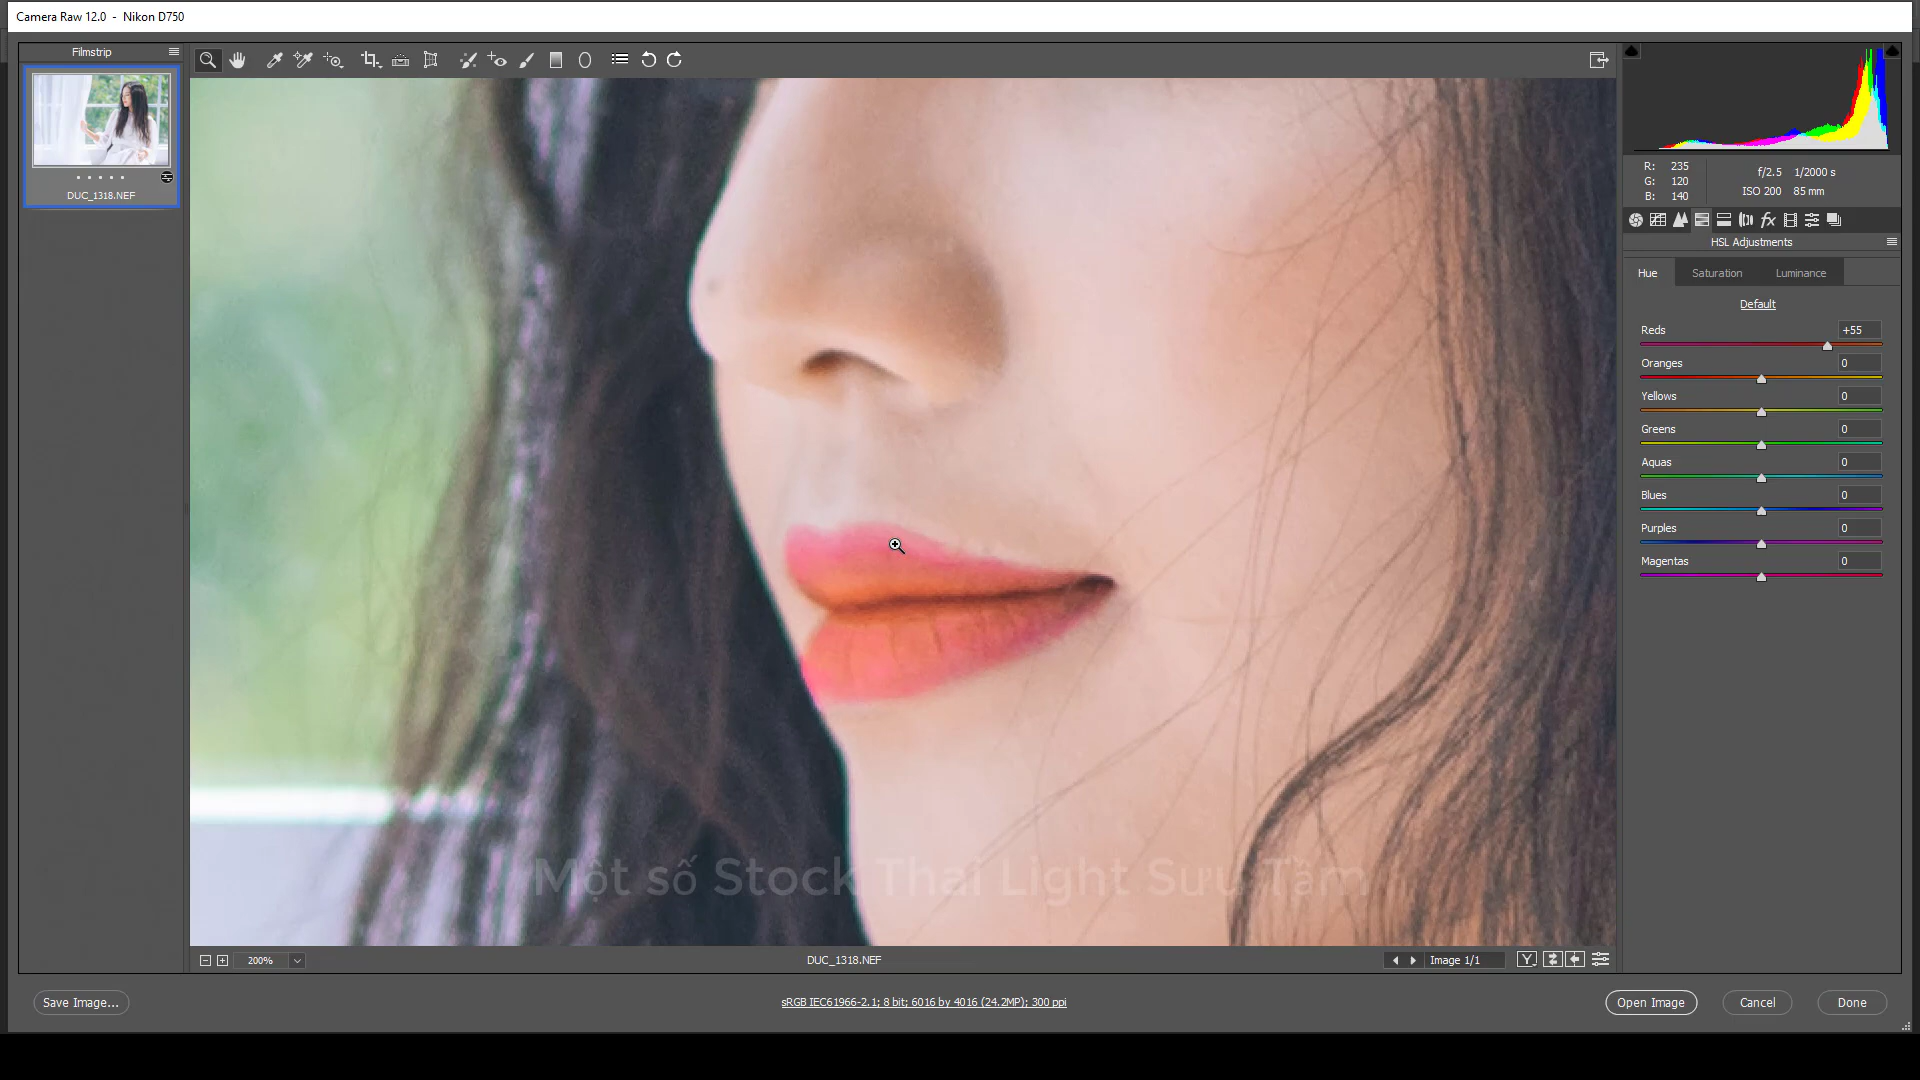 Camera Raw 12.0 - Nikon D750
Filmstrip
DUC_1318.NEF
R: 235
G: 120
B: 140
f/2.5 1/2000 s
ISO 200 85 mm
fx
HSL Adjustments
Hue Saturation Luminance
Default
Reds +55
Oranges 0
Yellows 0
Greens 0
Aquas 0
Blues 0
Purples 0
Magentas 0
Một số Stock Thai Light Sưu Tầm
200%
DUC_1318.NEF
Image 1/1
Y
Save Image...
sRGB IEC61966-2.1; 8 bit; 6016 by 4016 (24.2MP); 300 ppi
Open Image Cancel Done